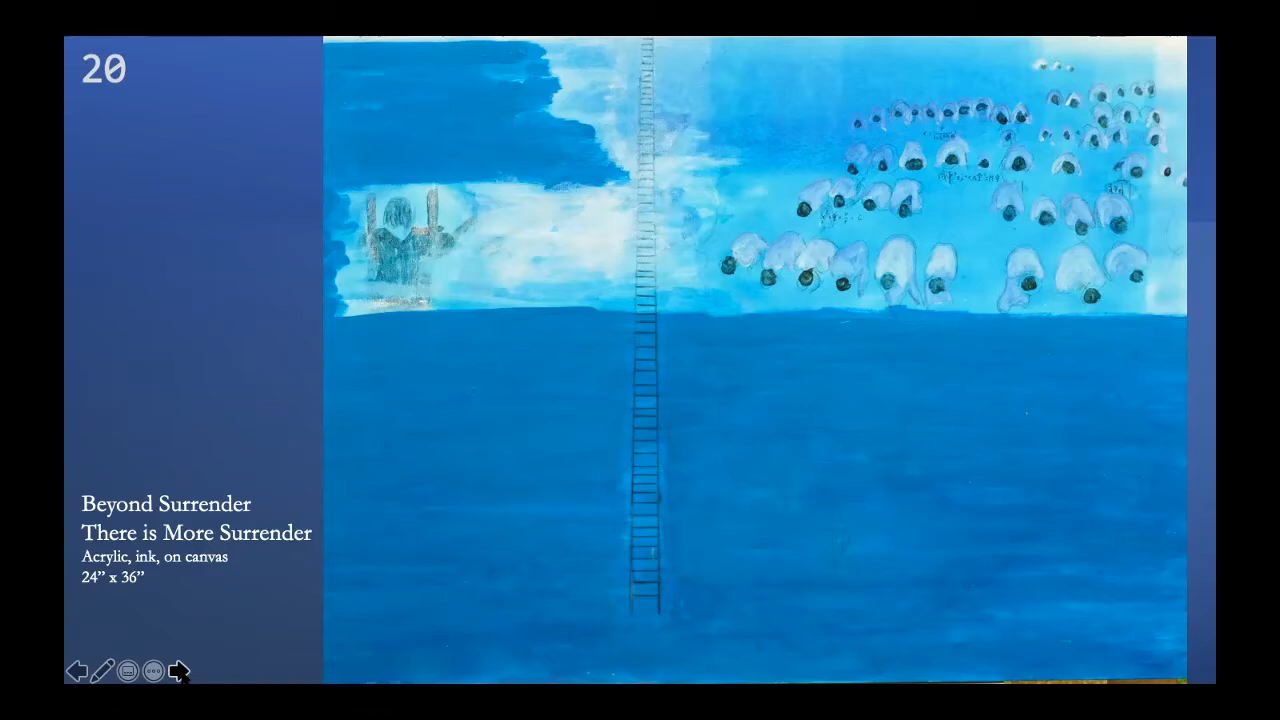 20
Beyond Surrender
There is More Surrender
Acrylic, ink, on canvas
24” x 36”